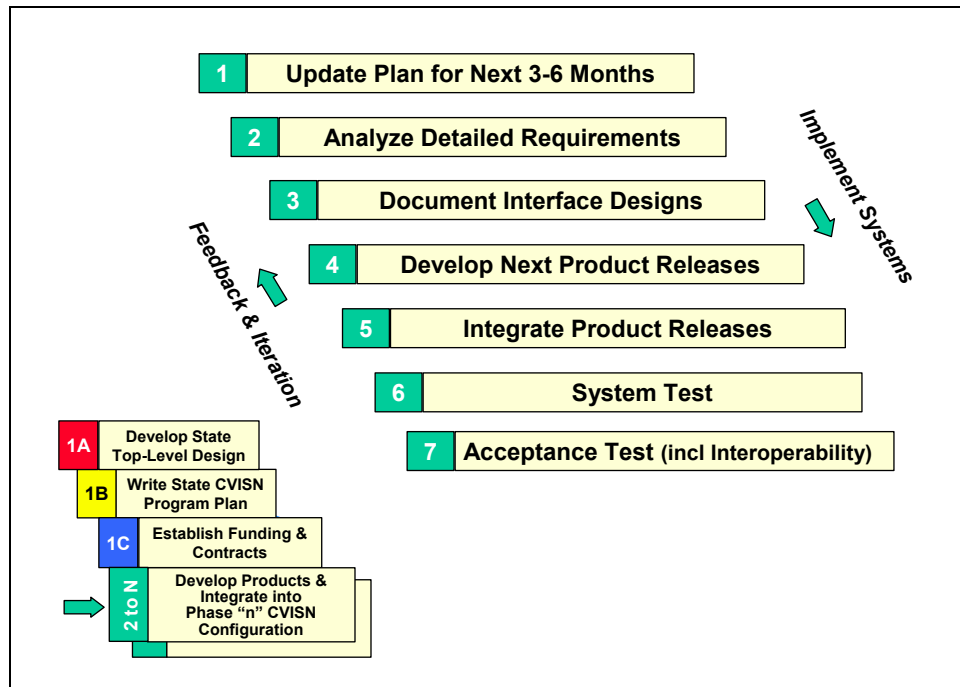 1 Update Plan for Next 3-6 Months
2 Analyze Detailed Requirements
3 Document Interface Designs
4 Develop Next Product Releases
5 Integrate Product Releases
6 System Test
7 Acceptance Test (incl Interoperability)
Implement Systems
Feedback & Iteration
1A Develop State
Top-Level Design
1B Write State CVISN
Program Plan
1C Establish Funding &
Contracts
2 to N Develop Products &
Integrate into
Phase “n” CVISN
Configuration